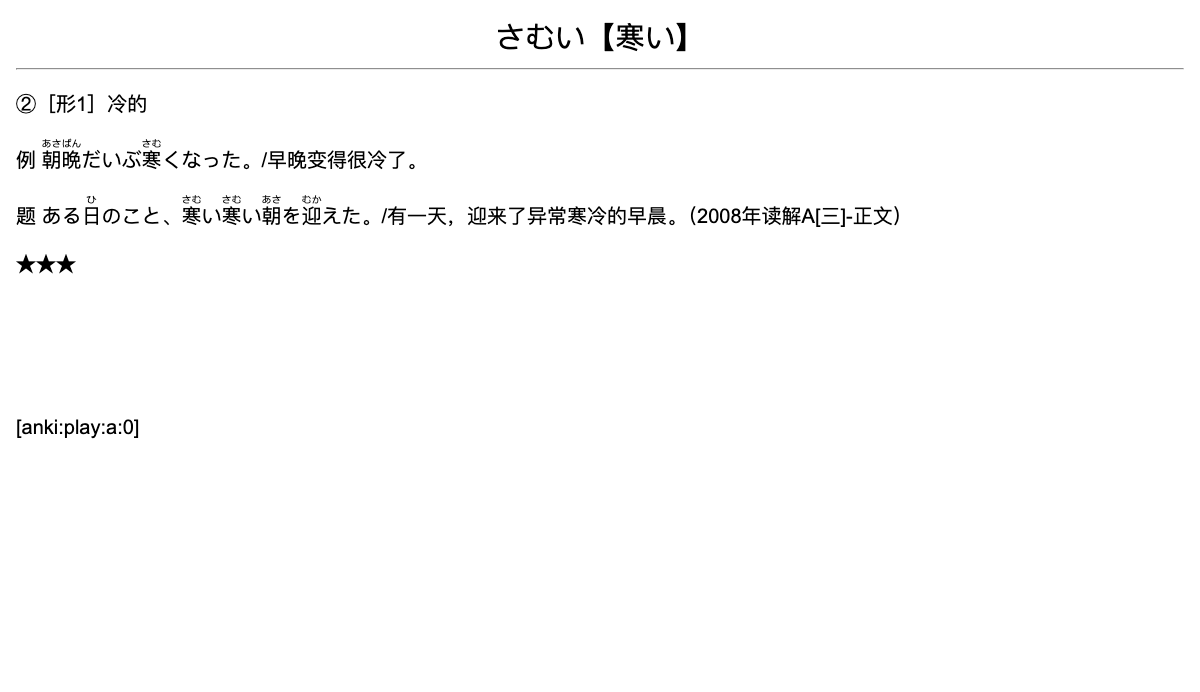 さむい【寒い】
②［形1］冷的
あさばん さむ
例 朝晩だいぶ寒くなった。/早晚变得很冷了。
ひ さむ さむ あさ むか
题 ある日のこと、寒い寒い朝を迎えた。/有一天，迎来了异常寒冷的早晨。（2008年读解A[三]-正文）
★★★
[anki:play:a:0]